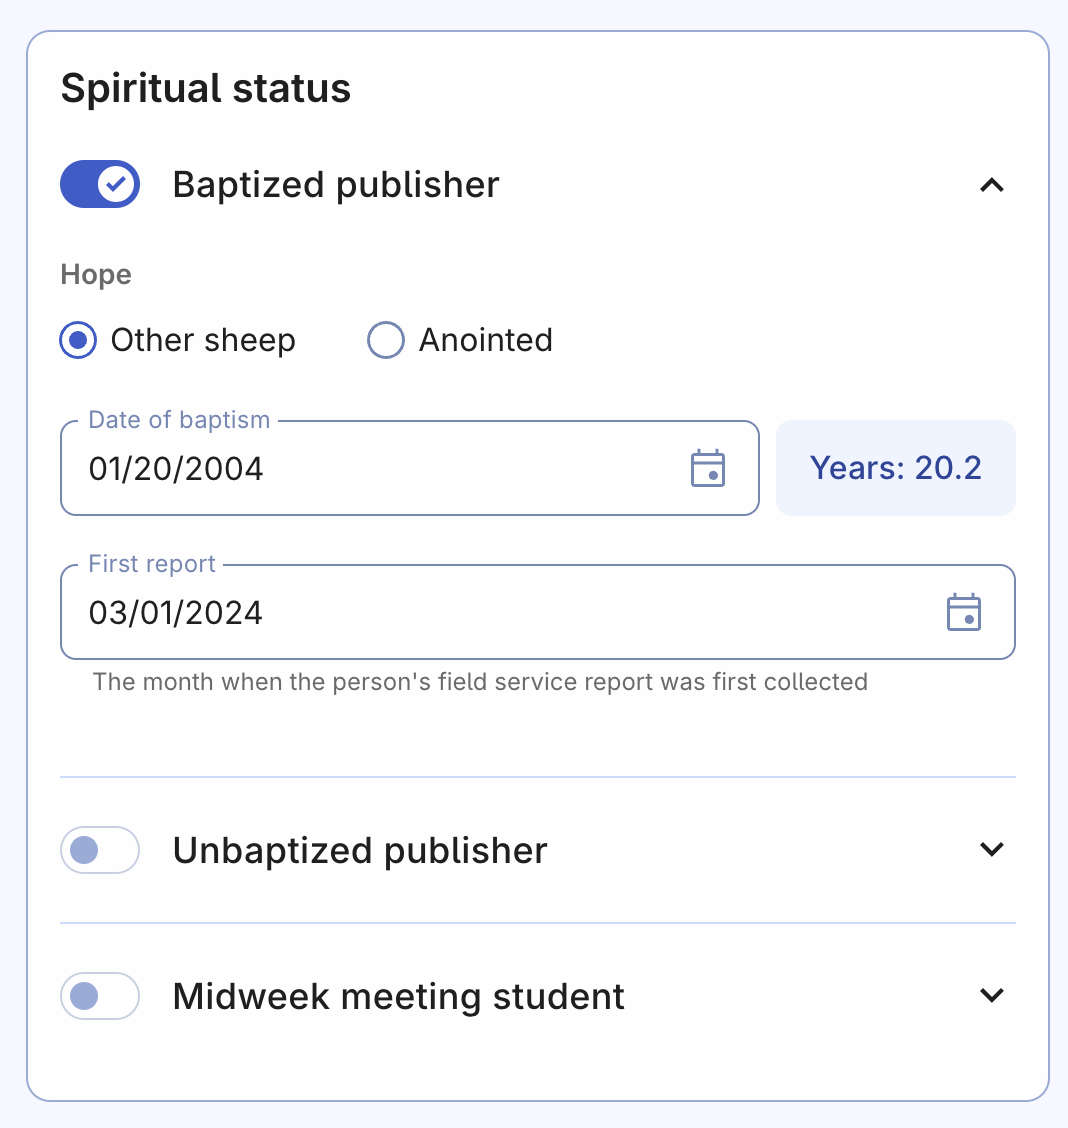 Spiritual status
Baptized publisher
Hope
Other sheep Anointed
Date of baptism
01/20/2004 Years: 20.2
First report
03/01/2024
The month when the person's field service report was first collected
Unbaptized publisher
Midweek meeting student